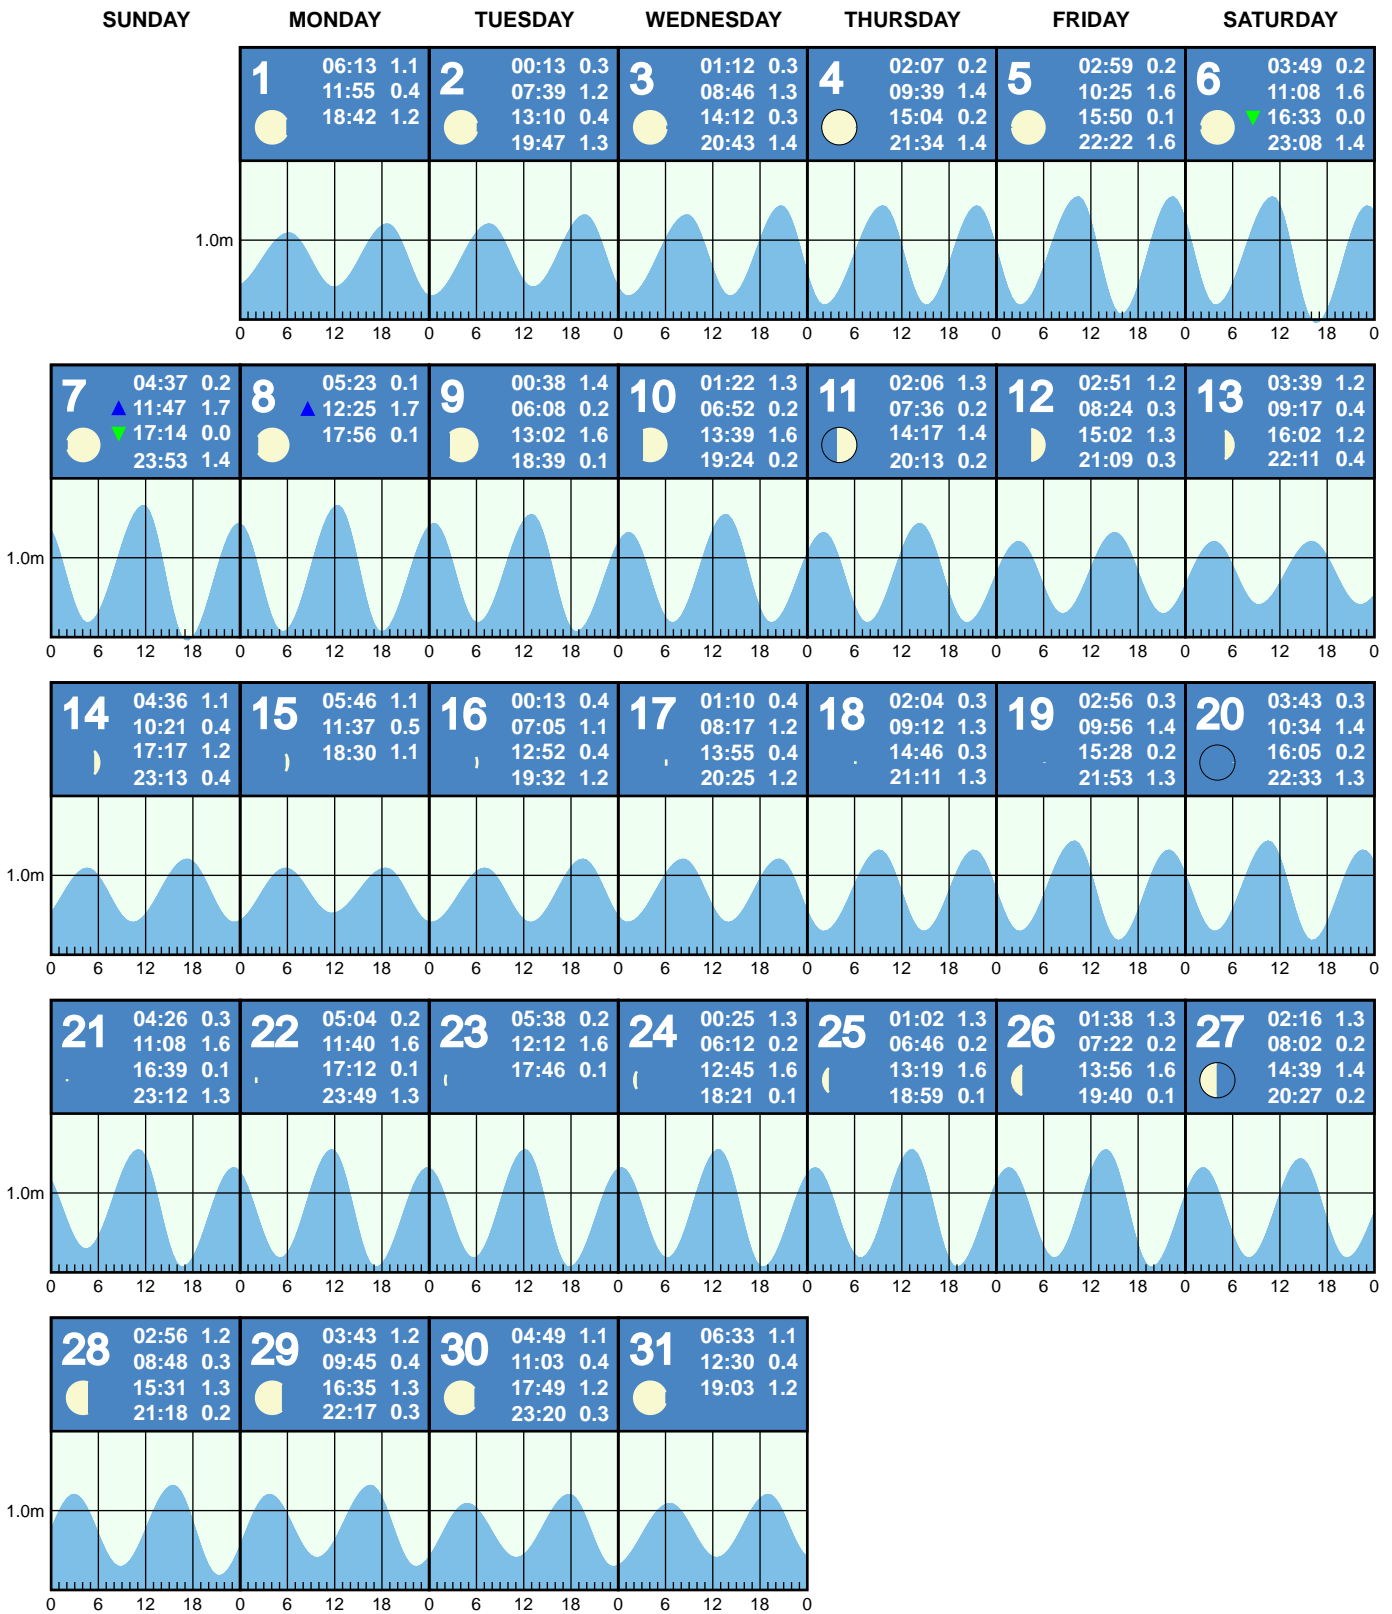 SUNDAY MONDAY TUESDAY WEDNESDAY THURSDAY FRIDAY SATURDAY
1 06:13 1.1
11:55 0.4
18:42 1.2
2 00:13 0.3
07:39 1.2
13:10 0.4
19:47 1.3
3 01:12 0.3
08:46 1.3
14:12 0.3
20:43 1.4
4 02:07 0.2
09:39 1.4
15:04 0.2
21:34 1.4
5 02:59 0.2
10:25 1.6
15:50 0.1
22:22 1.6
6 03:49 0.2
11:08 1.6
16:33 0.0
23:08 1.4
1.0m
0 6 12 18 0 6 12 18 0 6 12 18 0 6 12 18 0 6 12 18 0 6 12 18 0
7 04:37 0.2
11:47 1.7
17:14 0.0
23:53 1.4
8 05:23 0.1
12:25 1.7
17:56 0.1
9 00:38 1.4
06:08 0.2
13:02 1.6
18:39 0.1
10 01:22 1.3
06:52 0.2
13:39 1.6
19:24 0.2
11 02:06 1.3
07:36 0.2
14:17 1.4
20:13 0.2
12 02:51 1.2
08:24 0.3
15:02 1.3
21:09 0.3
13 03:39 1.2
09:17 0.4
16:02 1.2
22:11 0.4
1.0m
0 6 12 18 0 6 12 18 0 6 12 18 0 6 12 18 0 6 12 18 0 6 12 18 0 6 12 18 0
14 04:36 1.1
10:21 0.4
17:17 1.2
23:13 0.4
15 05:46 1.1
11:37 0.5
18:30 1.1
16 00:13 0.4
07:05 1.1
12:52 0.4
19:32 1.2
17 01:10 0.4
08:17 1.2
13:55 0.4
20:25 1.2
18 02:04 0.3
09:12 1.3
14:46 0.3
21:11 1.3
19 02:56 0.3
09:56 1.4
15:28 0.2
21:53 1.3
20 03:43 0.3
10:34 1.4
16:05 0.2
22:33 1.3
1.0m
0 6 12 18 0 6 12 18 0 6 12 18 0 6 12 18 0 6 12 18 0 6 12 18 0 6 12 18 0
21 04:26 0.3
11:08 1.6
16:39 0.1
23:12 1.3
22 05:04 0.2
11:40 1.6
17:12 0.1
23:49 1.3
23 05:38 0.2
12:12 1.6
17:46 0.1
24 00:25 1.3
06:12 0.2
12:45 1.6
18:21 0.1
25 01:02 1.3
06:46 0.2
13:19 1.6
18:59 0.1
26 01:38 1.3
07:22 0.2
13:56 1.6
19:40 0.1
27 02:16 1.3
08:02 0.2
14:39 1.4
20:27 0.2
1.0m
0 6 12 18 0 6 12 18 0 6 12 18 0 6 12 18 0 6 12 18 0 6 12 18 0 6 12 18 0
28 02:56 1.2
08:48 0.3
15:31 1.3
21:18 0.2
29 03:43 1.2
09:45 0.4
16:35 1.3
22:17 0.3
30 04:49 1.1
11:03 0.4
17:49 1.2
23:20 0.3
31 06:33 1.1
12:30 0.4
19:03 1.2
1.0m
0 6 12 18 0 6 12 18 0 6 12 18 0 6 12 18 0